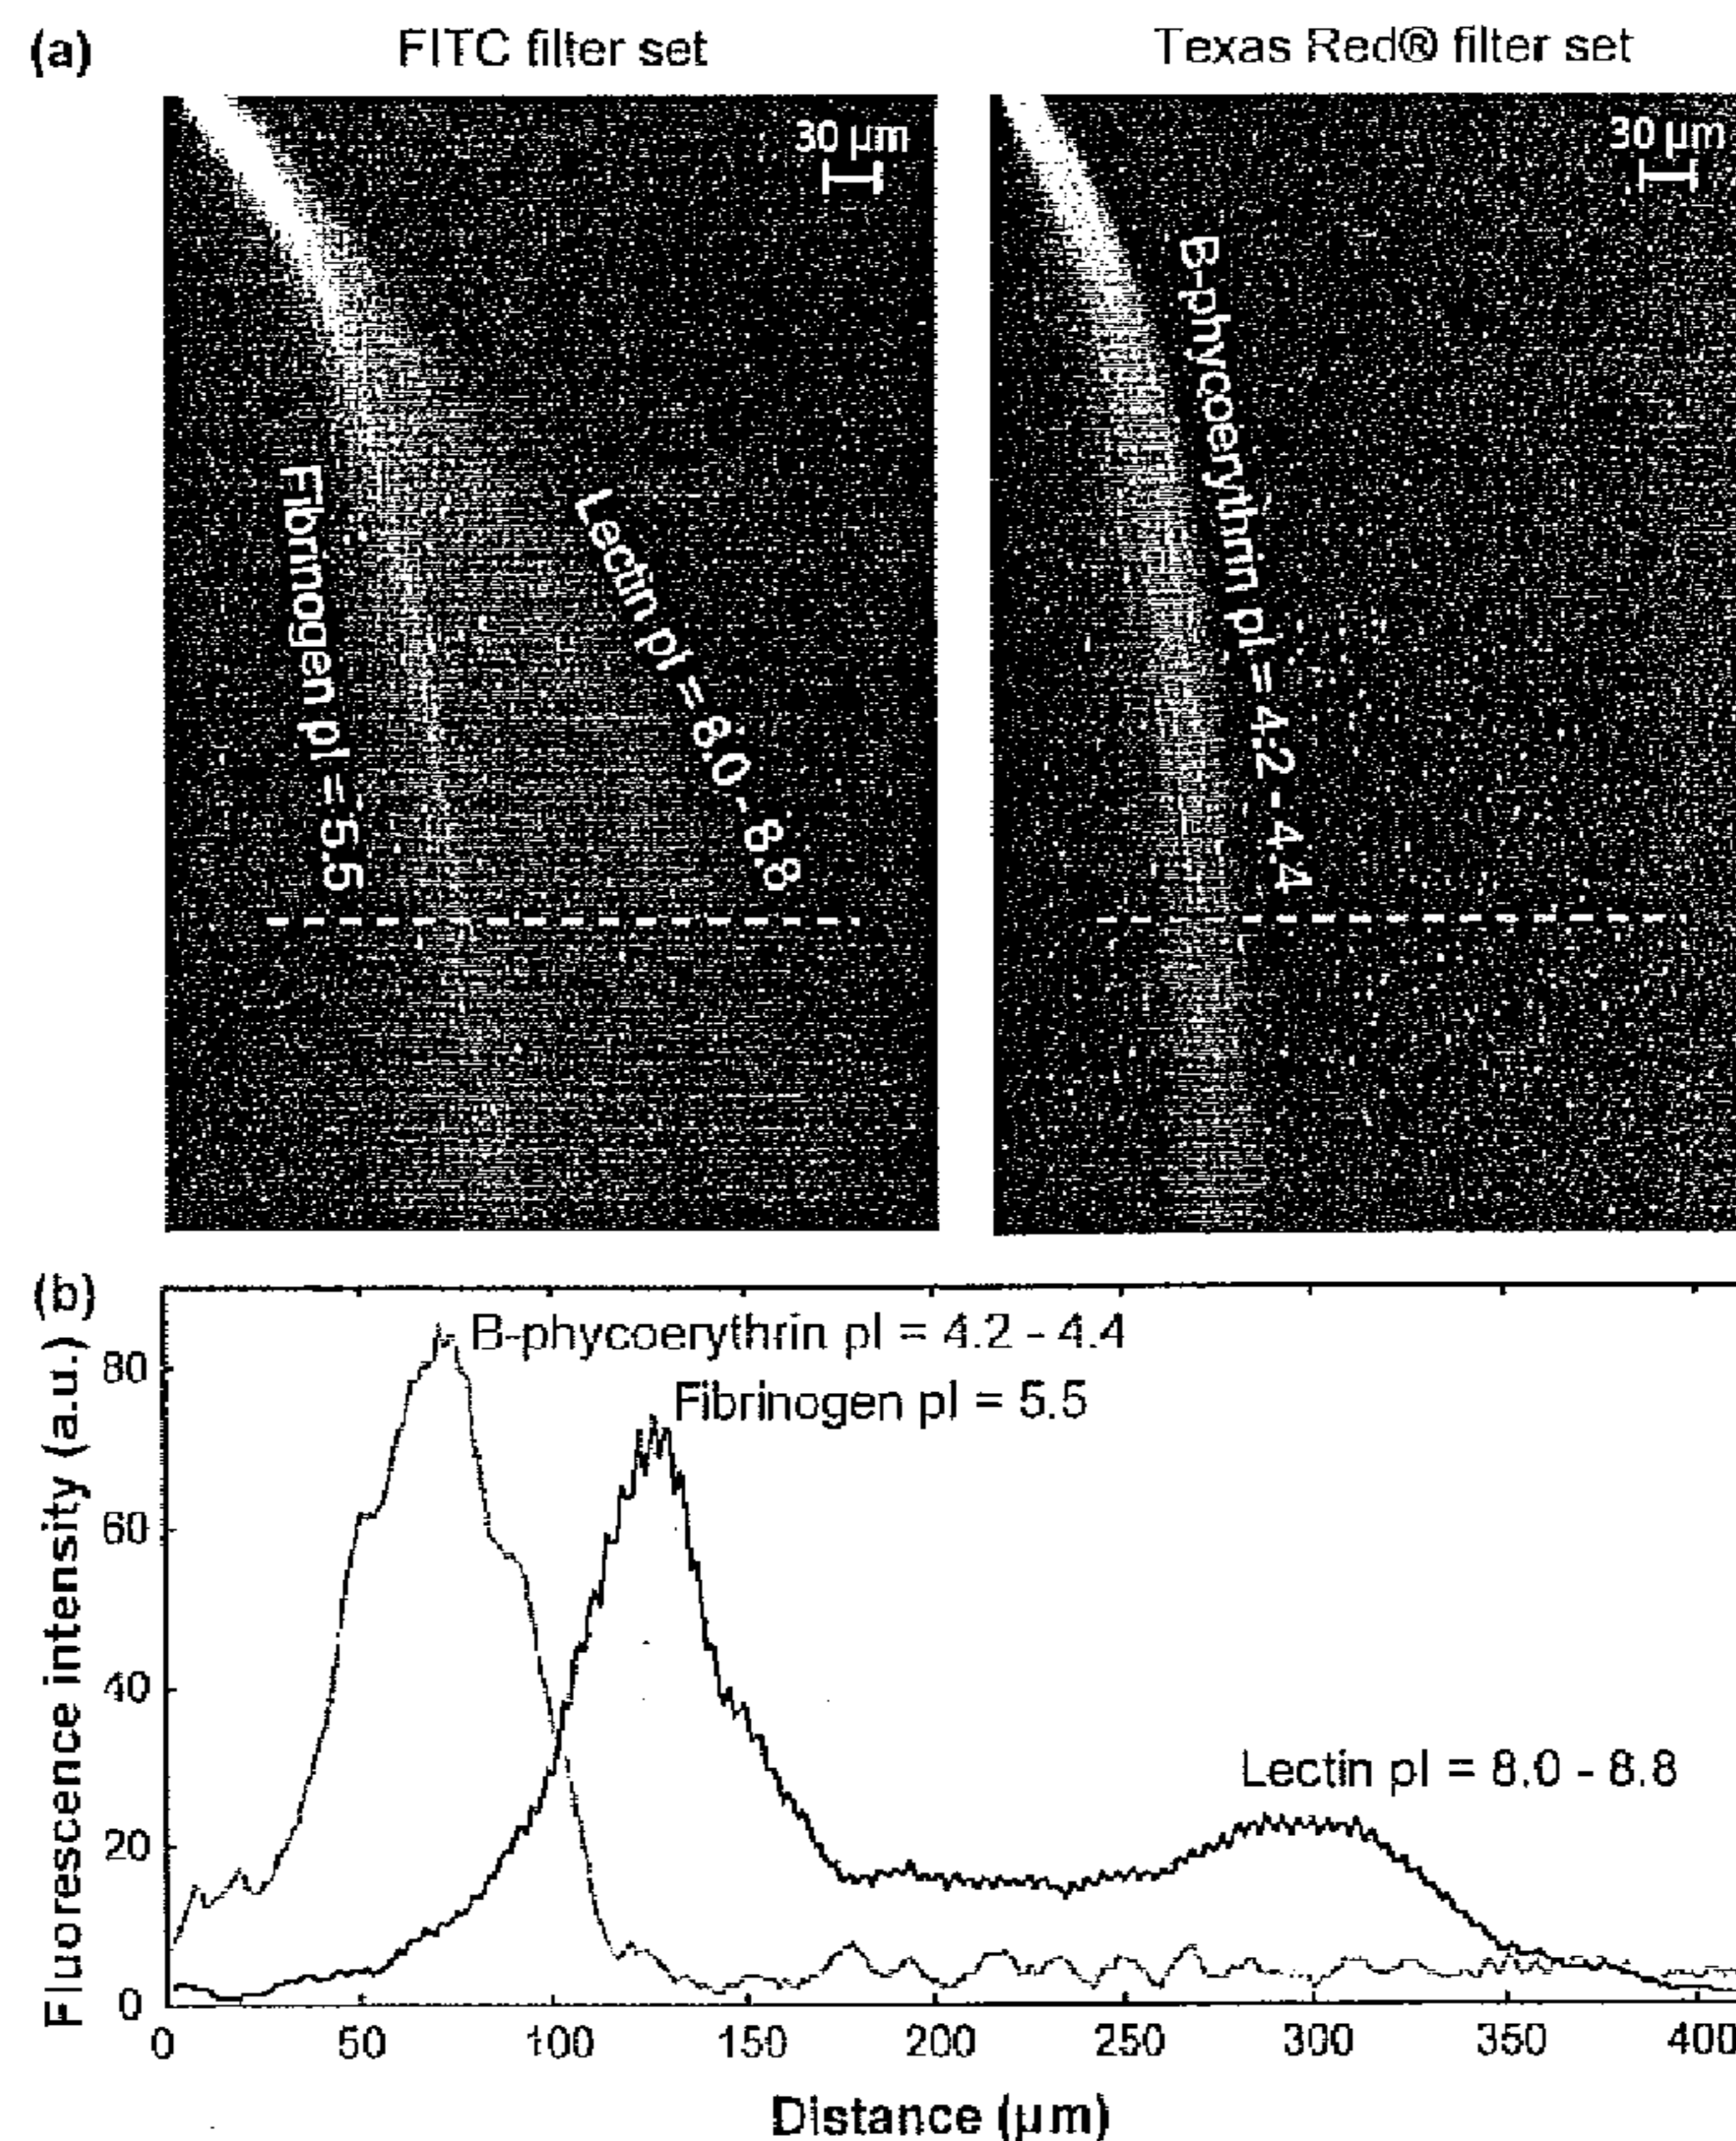 (a)
FITC filter set
Texas Red® filter set
30 µm
30 µm
Fibrinogen pI = 5.5
Lectin pI = 8.0 - 8.8
B-phycoerythrin pI = 4.2 - 4.4
(b)
B-phycoerythrin pI = 4.2 - 4.4
Fibrinogen pI = 5.5
Lectin pI = 8.0 - 8.8
Fluorescence intensity (a.u.)
80
60
40
20
0
0 50 100 150 200 250 300 350 400
Distance (µm)